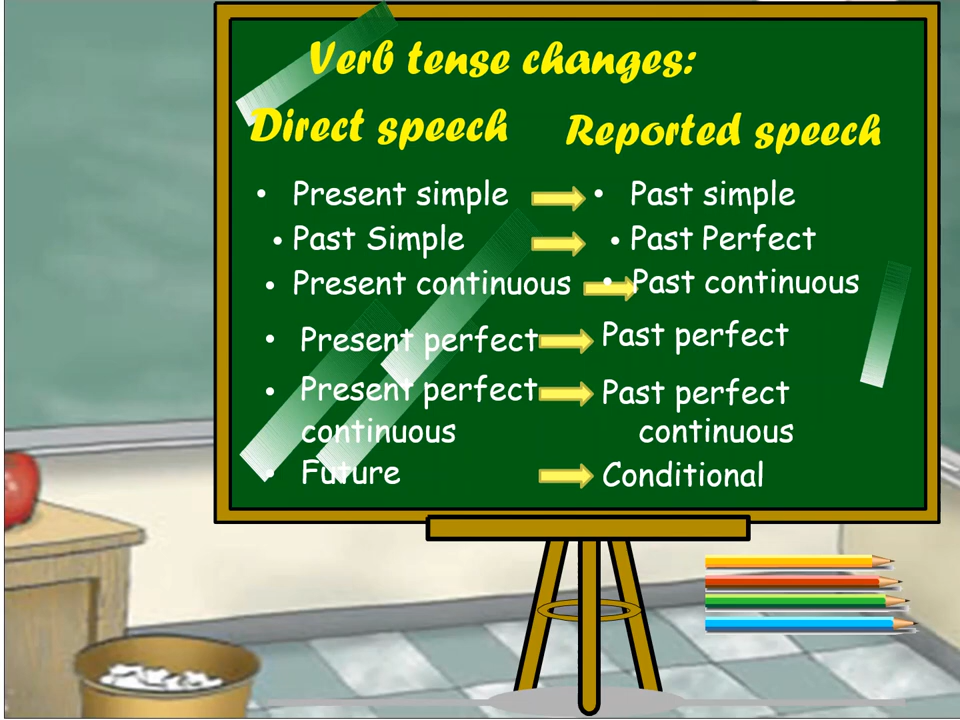 Verb tense changes:
Direct speech Reported speech
• Present simple • Past simple
• Past Simple • Past Perfect
• Present continuous • Past continuous
• Present perfect Past perfect
• Present perfect Past perfect
continuous continuous
• Future Conditional